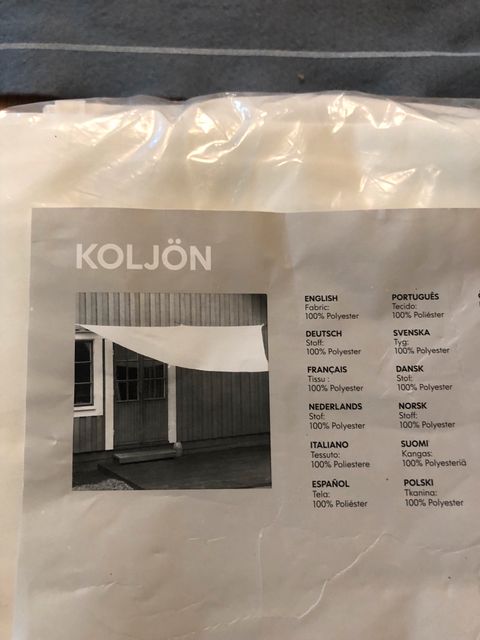 KOLJÖN
ENGLISH
Fabric:
100% Polyester
DEUTSCH
Stoff:
100% Polyester
FRANÇAIS
Tissu :
100% Polyester
NEDERLANDS
Stof:
100% Polyester
ITALIANO
Tessuto:
100% Poliestere
ESPAÑOL
Tela:
100% Poliéster
PORTUGUÊS
Tecido:
100% Poliéster
SVENSKA
Tyg:
100% Polyester
DANSK
Stof:
100% Polyester
NORSK
Stoff:
100% Polyester
SUOMI
Kangas:
100% Polyesteriä
POLSKI
Tkanina:
100% Polyester